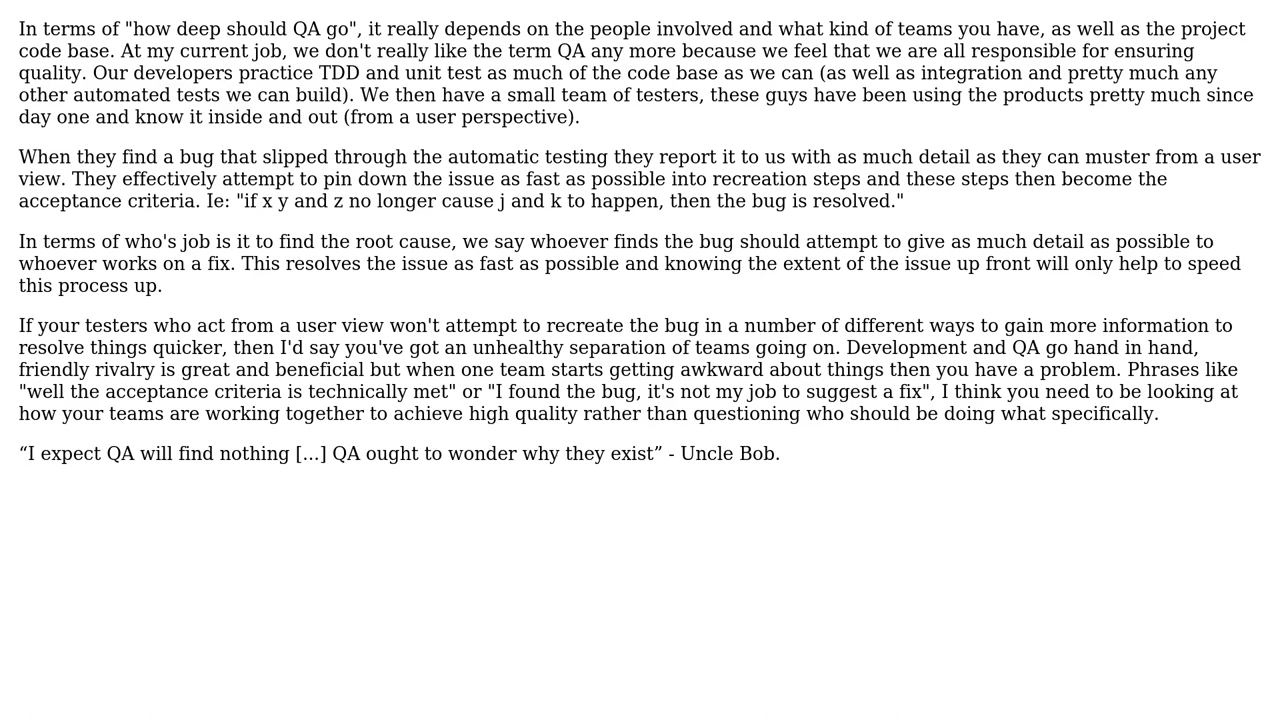 In terms of "how deep should QA go", it really depends on the people involved and what kind of teams you have, as well as the project
code base. At my current job, we don't really like the term QA any more because we feel that we are all responsible for ensuring
quality. Our developers practice TDD and unit test as much of the code base as we can (as well as integration and pretty much any
other automated tests we can build). We then have a small team of testers, these guys have been using the products pretty much since
day one and know it inside and out (from a user perspective).
When they find a bug that slipped through the automatic testing they report it to us with as much detail as they can muster from a user
view. They effectively attempt to pin down the issue as fast as possible into recreation steps and these steps then become the
acceptance criteria. Ie: "if x y and z no longer cause j and k to happen, then the bug is resolved."
In terms of who's job is it to find the root cause, we say whoever finds the bug should attempt to give as much detail as possible to
whoever works on a fix. This resolves the issue as fast as possible and knowing the extent of the issue up front will only help to speed
this process up.
If your testers who act from a user view won't attempt to recreate the bug in a number of different ways to gain more information to
resolve things quicker, then I'd say you've got an unhealthy separation of teams going on. Development and QA go hand in hand,
friendly rivalry is great and beneficial but when one team starts getting awkward about things then you have a problem. Phrases like
"well the acceptance criteria is technically met" or "I found the bug, it's not my job to suggest a fix", I think you need to be looking at
how your teams are working together to achieve high quality rather than questioning who should be doing what specifically.
“I expect QA will find nothing [...] QA ought to wonder why they exist” - Uncle Bob.